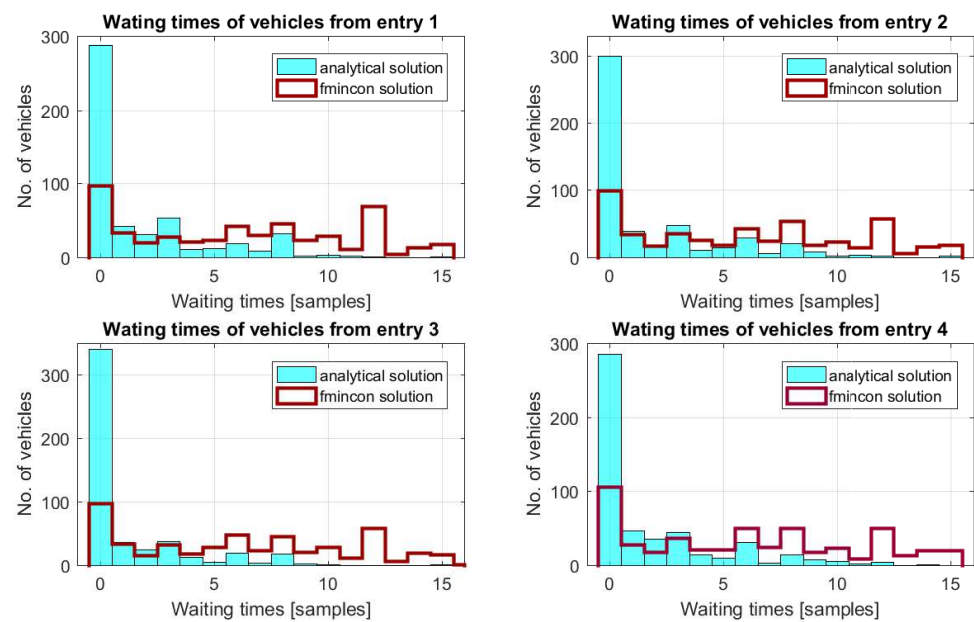 Wating times of vehicles from entry 1
300
200
100
0
No. of vehicles
analytical solution
fmincon solution
0 5 10 15
Waiting times [samples]
Wating times of vehicles from entry 2
300
200
100
0
No. of vehicles
analytical solution
fmincon solution
0 5 10 15
Waiting times [samples]
Wating times of vehicles from entry 3
300
200
100
0
No. of vehicles
analytical solution
fmincon solution
0 5 10 15
Waiting times [samples]
Wating times of vehicles from entry 4
300
200
100
0
No. of vehicles
analytical solution
fmincon solution
0 5 10 15
Waiting times [samples]